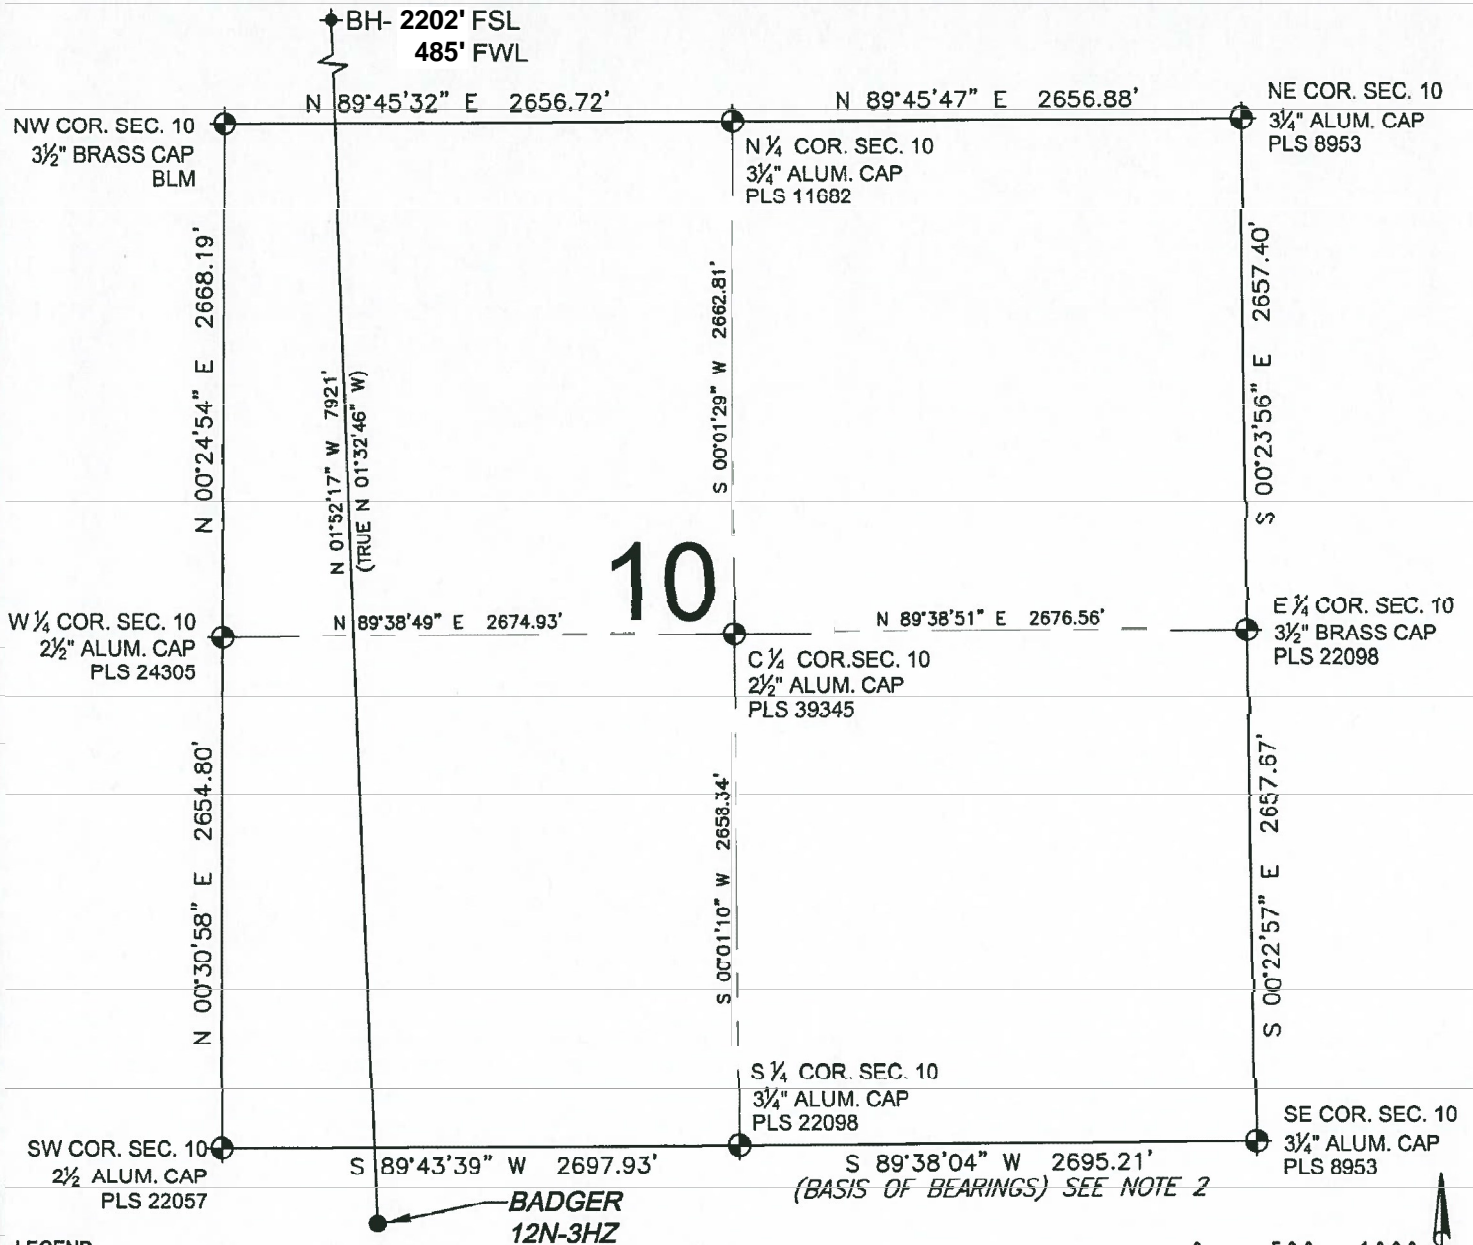 BH- 2202' FSL
485' FWL
N 89°45'32" E 2656.72'
N 89°45'47" E 2656.88'
NE COR. SEC. 10
3¼" ALUM. CAP
PLS 8953
NW COR. SEC. 10
3½" BRASS CAP
BLM
N ¼ COR. SEC. 10
3¼" ALUM. CAP
PLS 11682
N 00°24'54" E 2668.19'
N 01°52'17" W 7921'
(TRUE N 01°32'46" W)
S 00°01'29" W 2662.81'
S 00°23'56" E 2657.40'
10
W ¼ COR. SEC. 10
2½" ALUM. CAP
PLS 24305
N 89°38'49" E 2674.93'
N 89°38'51" E 2676.56'
E ¼ COR. SEC. 10
3½" BRASS CAP
PLS 22098
C ¼ COR.SEC. 10
2½" ALUM. CAP
PLS 39345
N 00°30'58" E 2654.80'
S 00°01'10" W 2658.34'
S 00°22'57" E 2657.67'
S ¼ COR. SEC. 10
3¼" ALUM. CAP
PLS 22098
SW COR. SEC. 10
2½ ALUM. CAP
PLS 22057
S 89°43'39" W 2697.93'
S 89°38'04" W 2695.21'
(BASIS OF BEARINGS) SEE NOTE 2
SE COR. SEC. 10
3¼" ALUM. CAP
PLS 8953
BADGER
12N-3HZ